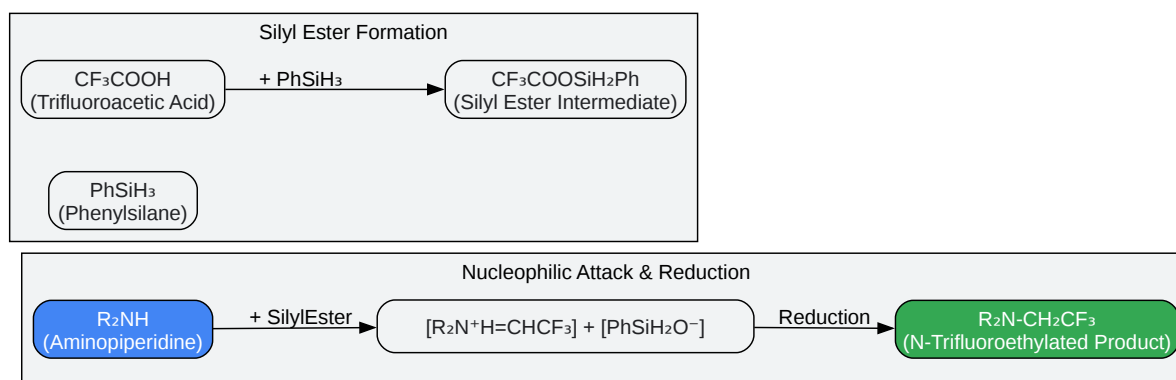 Silyl Ester Formation
CF₃COOH
(Trifluoroacetic Acid)
+ PhSiH₃
CF₃COOSiH₂Ph
(Silyl Ester Intermediate)
PhSiH₃
(Phenylsilane)
Nucleophilic Attack & Reduction
R₂NH
(Aminopiperidine)
+ SilylEster
[R₂N⁺H=CHCF₃] + [PhSiH₂O⁻]
Reduction
R₂N-CH₂CF₃
(N-Trifluoroethylated Product)